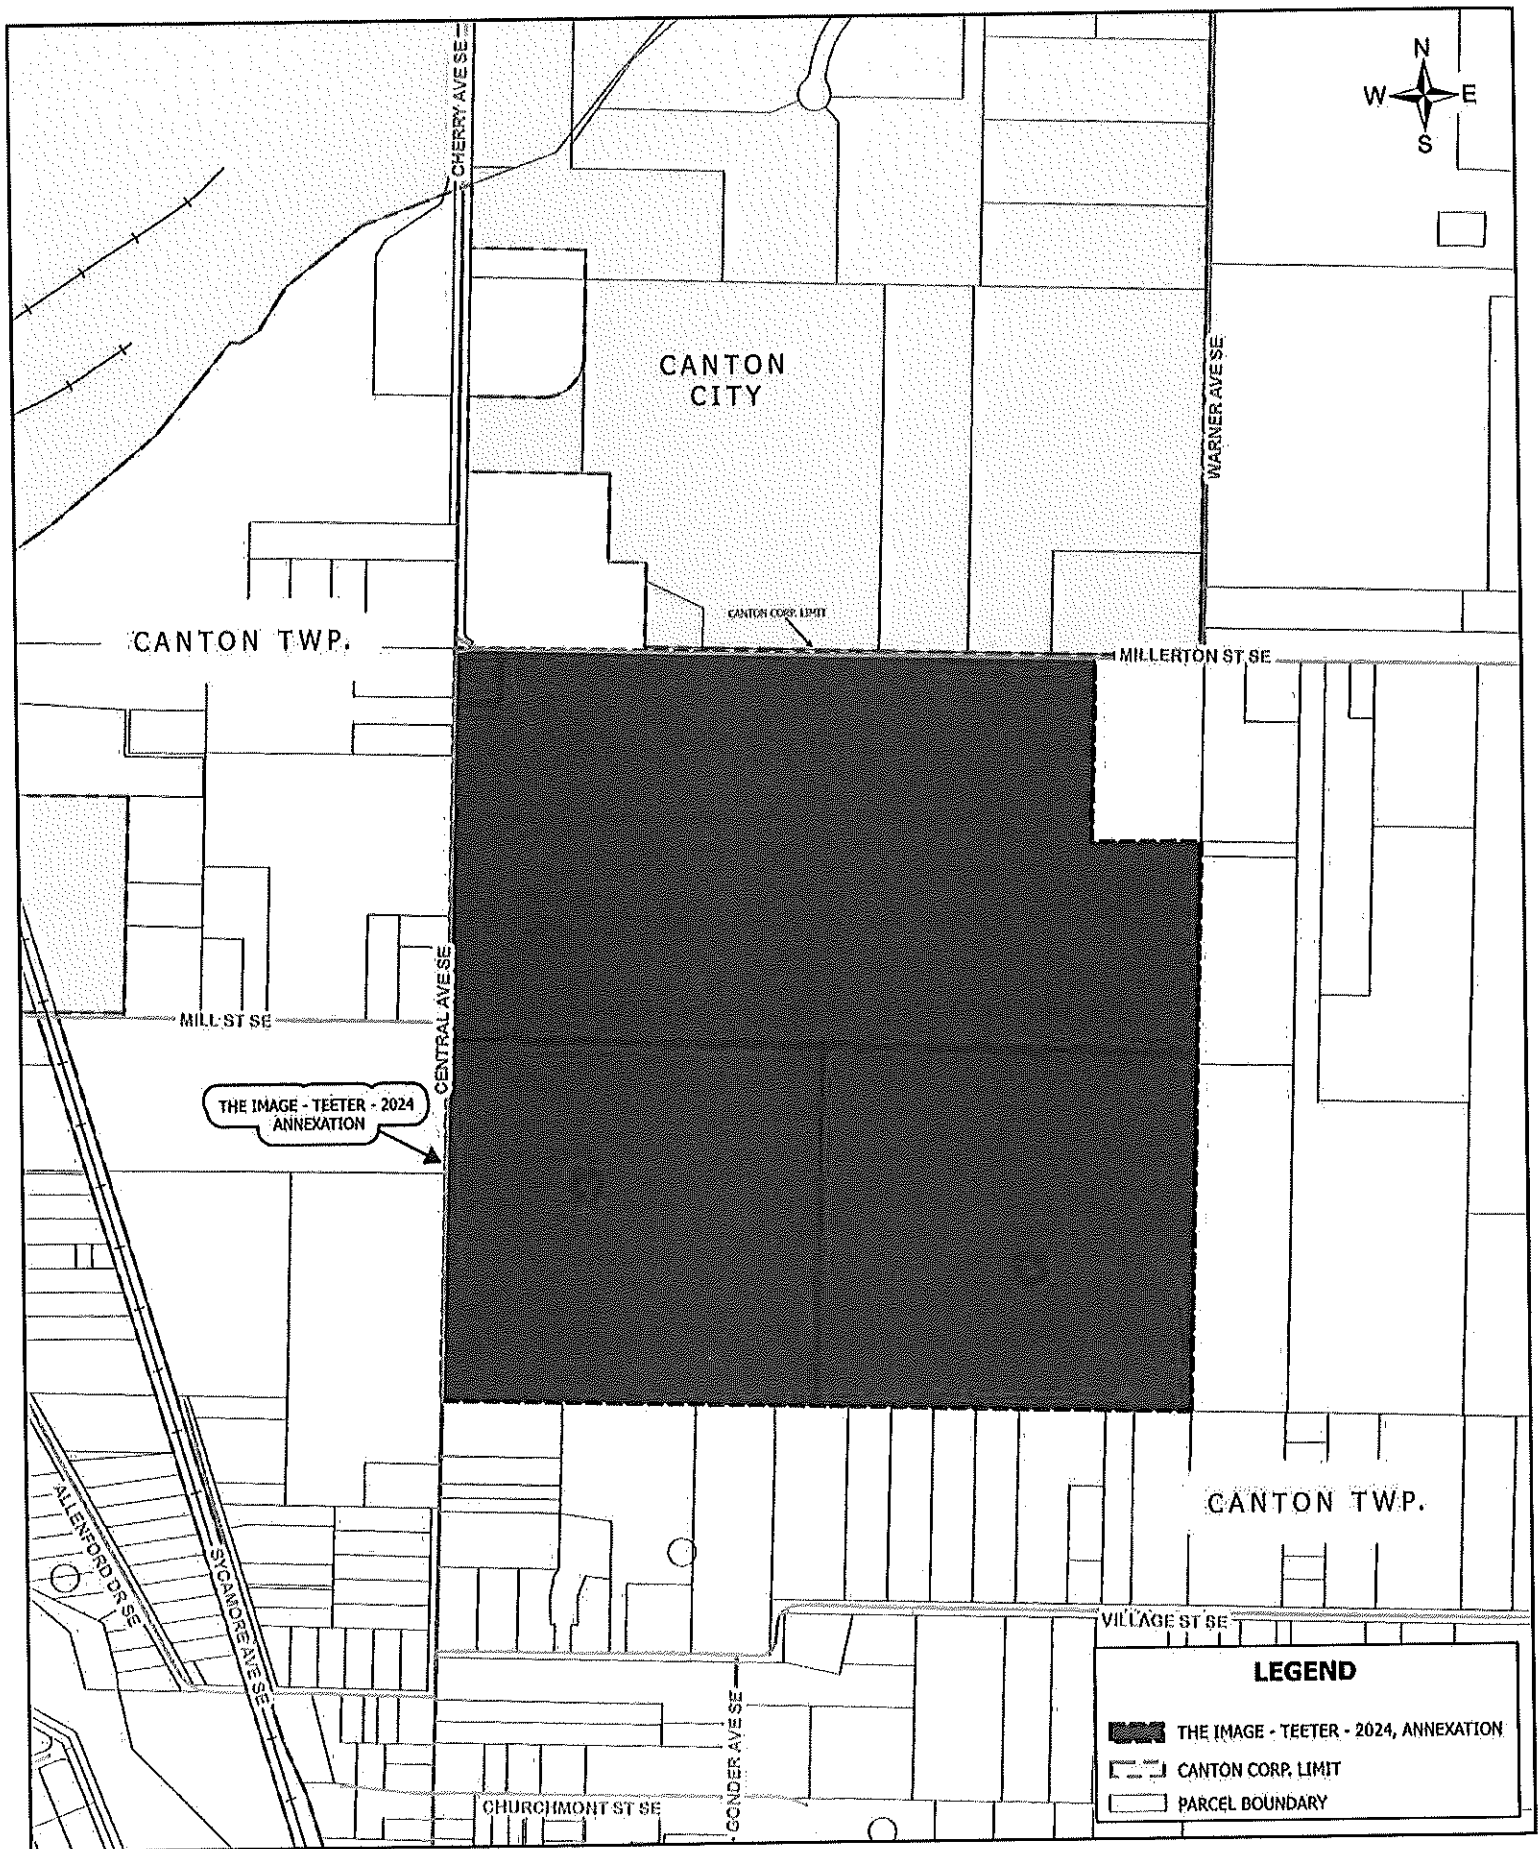 CHERRY AVE SE
N
W E
S
CANTON
CITY
WARNER AVE SE
CANTON CORP. LIMIT
CANTON TWP.
MILLERTON ST SE
CENTRAL AVE SE
MILL ST SE
THE IMAGE - TEETER - 2024
ANNEXATION
CANTON TWP.
ALLENFORD DR SE
SYCAMORE AVE SE
VILLAGE ST SE
GONDER AVE SE
CHURCHMONT ST SE
LEGEND
THE IMAGE - TEETER - 2024, ANNEXATION
CANTON CORP. LIMIT
PARCEL BOUNDARY